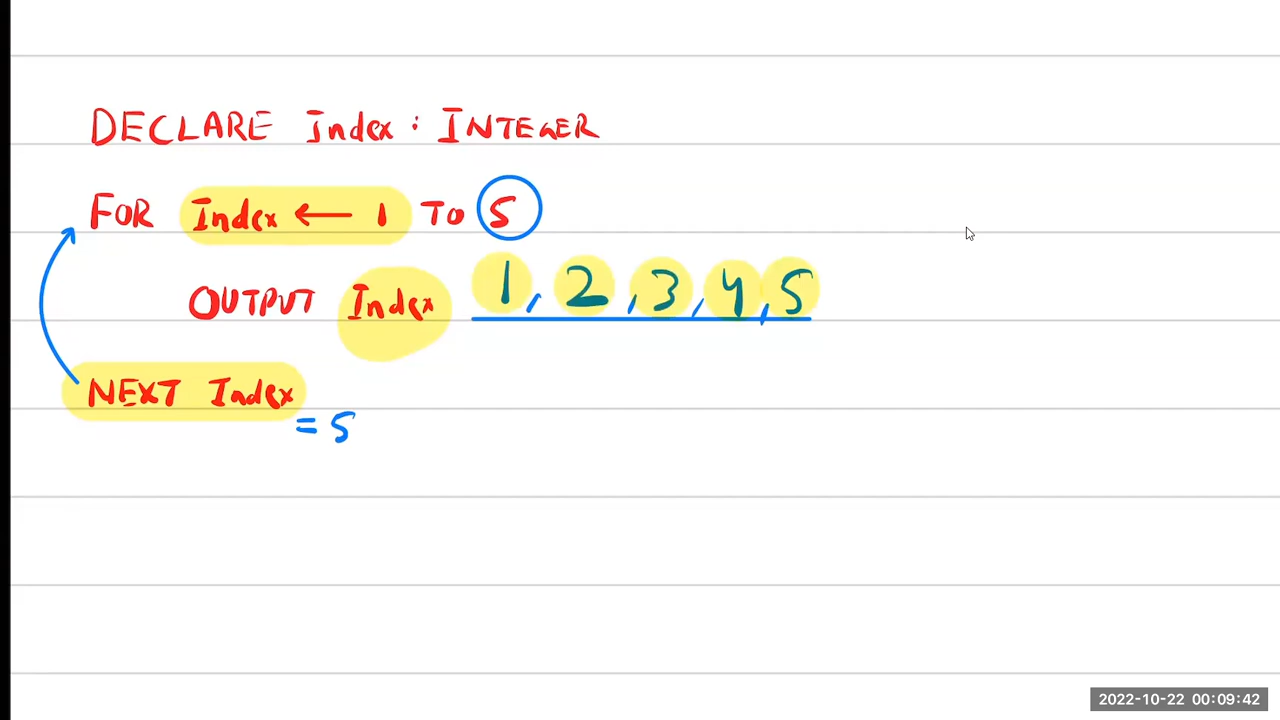 DECLARE Index : INTEGER
FOR Index ← 1 TO 5
OUTPUT Index 1, 2, 3, 4, 5
NEXT Index
= 5
2022-10-22 00:09:42